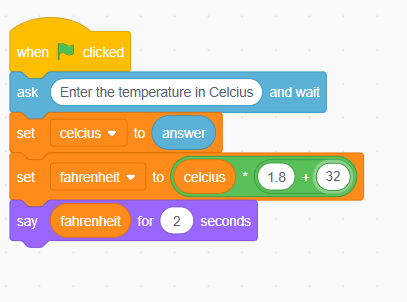 when clicked
ask Enter the temperature in Celcius and wait
set celcius to answer
set fahrenheit to celcius * 1.8 + 32
say fahrenheit for 2 seconds